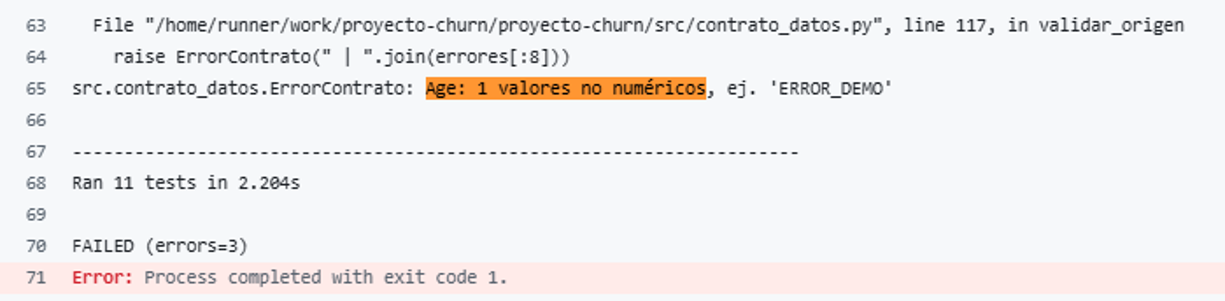 63 File "/home/runner/work/proyecto-churn/proyecto-churn/src/contrato_datos.py", line 117, in validar_origen
64 raise ErrorContrato(" | ".join(errores[:8]))
65 src.contrato_datos.ErrorContrato: Age: 1 valores no numéricos, ej. 'ERROR_DEMO'
66
67 ----------------------------------------------------------------------
68 Ran 11 tests in 2.204s
69
70 FAILED (errors=3)
71 Error: Process completed with exit code 1.